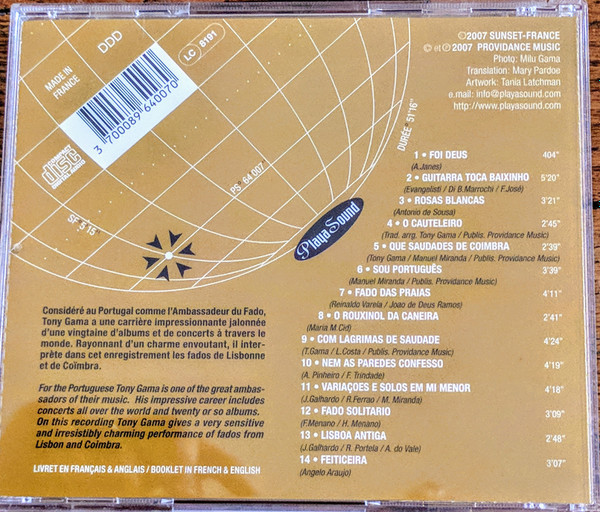 ©2007 SUNSET-FRANCE
© et ℗ 2007 PROVIDANCE MUSIC
Photo: Milu Gama
Translation: Mary Pardoe
Artwork: Tania Latchman
e.mail: info@playasound.com
http://www.playasound.com
MADE IN
FRANCE
DDD
LC 8191
3 700089 640070
COMPACT
disc
DIGITAL AUDIO
SF 5 15
PS 64 007
DURÉE 51'16"
Playa Sound
1 • FOI DEUS 404"
(A.Janes)
2 • GUITARRA TOCA BAIXINHO 5'20"
(Evangelisti / Di B.Marrochi / F.José)
3 • ROSAS BLANCAS 3'21"
(Antonio de Sousa)
4 • O CAUTELEIRO 2'45"
(Trad. arrg. Tony Gama / Publis. Providance Music)
5 • QUE SAUDADES DE COIMBRA 2'39"
(Tony Gama / Manuel Miranda / Publis. Providance Music)
6 • SOU PORTUGUÊS 3'39"
(Manuel Miranda / Publis. Providance Music)
7 • FADO DAS PRAIAS 4'11"
(Reinaldo Varela / Joao de Deus Ramos)
8 • O ROUXINOL DA CANEIRA 2'41"
(Maria M.Cid)
9 • COM LÁGRIMAS DE SAUDADE 4'24"
(T.Gama / L.Costa / Publis. Providance Music)
10 • NEM AS PAREDES CONFESSO 4'19"
(A. Pinheiro / F. Trindade)
11 • VARIAÇOES E SOLOS EM MI MENOR 4'18"
(J.Galhardo / R.Ferrao / M. Miranda)
12 • FADO SOLITARIO 3'09"
(F.Menano / H. Menano)
13 • LISBOA ANTIGA 2'48"
(J.Galhardo / R. Portela / A. do Vale)
14 • FEITICEIRA 3'07"
(Angelo Araujo)
Considéré au Portugal comme l'Ambassadeur du Fado,
Tony Gama a une carrière impressionnante jalonnée
d'une vingtaine d'albums et de concerts à travers le
monde. Rayonnant d'un charme envoutant, il inter-
prète dans cet enregistrement les fados de Lisbonne
et de Coïmbra.
For the Portuguese Tony Gama is one of the great ambas-
sadors of their music. His impressive career includes
concerts all over the world and twenty or so albums.
On this recording Tony Gama gives a very sensitive
and irresistibly charming performance of fados from
Lisbon and Coimbra.
LIVRET EN FRANÇAIS & ANGLAIS / BOOKLET IN FRENCH & ENGLISH